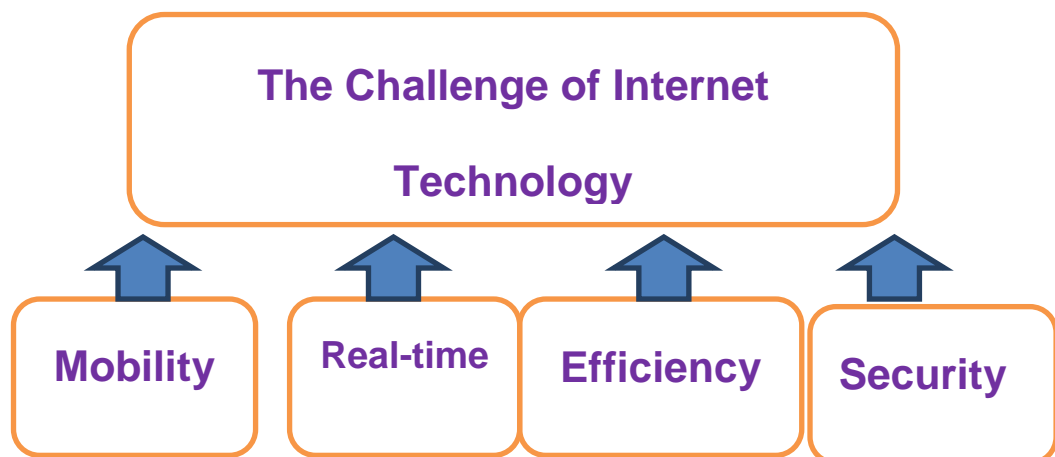 The Challenge of Internet
Technology
Mobility
Real-time
Efficiency
Security